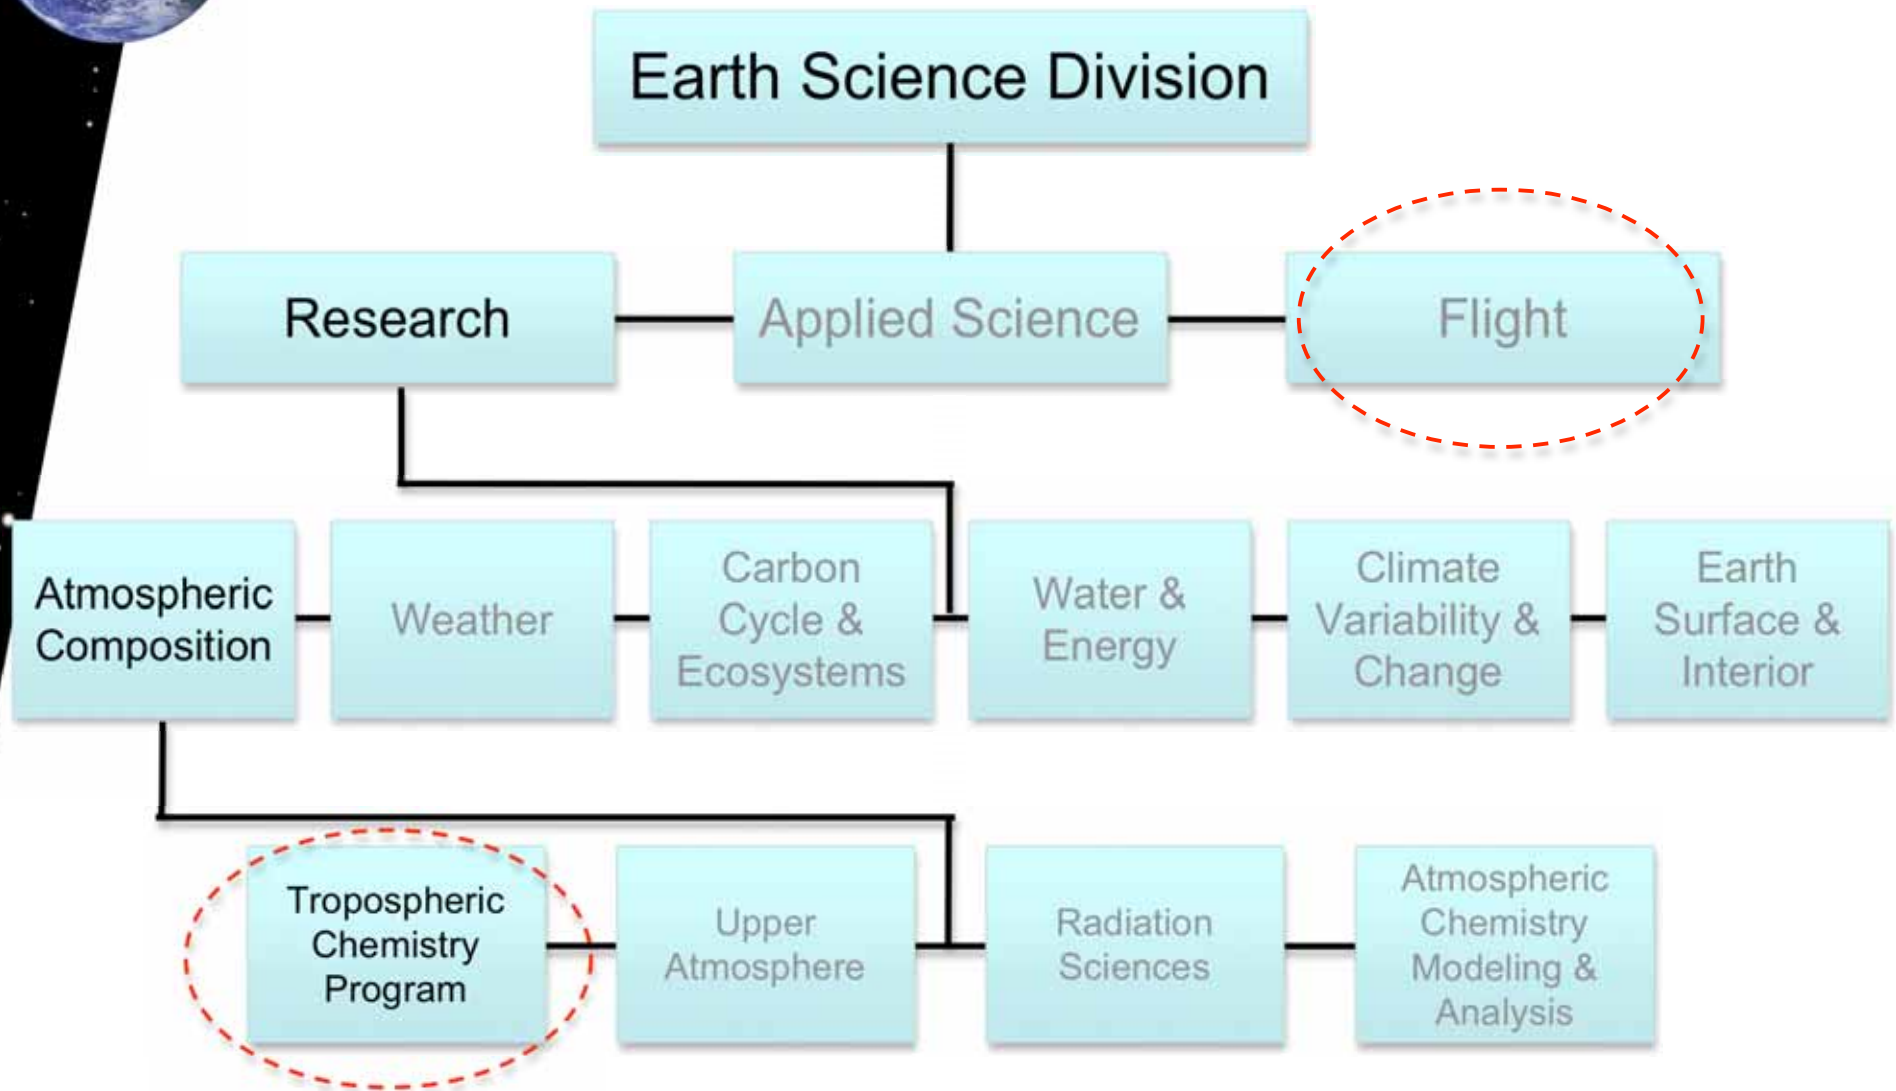 Earth Science Division
Research
Applied Science
Flight
Atmospheric
Composition
Weather
Carbon
Cycle &
Ecosystems
Water &
Energy
Climate
Variability &
Change
Earth
Surface &
Interior
Tropospheric
Chemistry
Program
Upper
Atmosphere
Radiation
Sciences
Atmospheric
Chemistry
Modeling &
Analysis